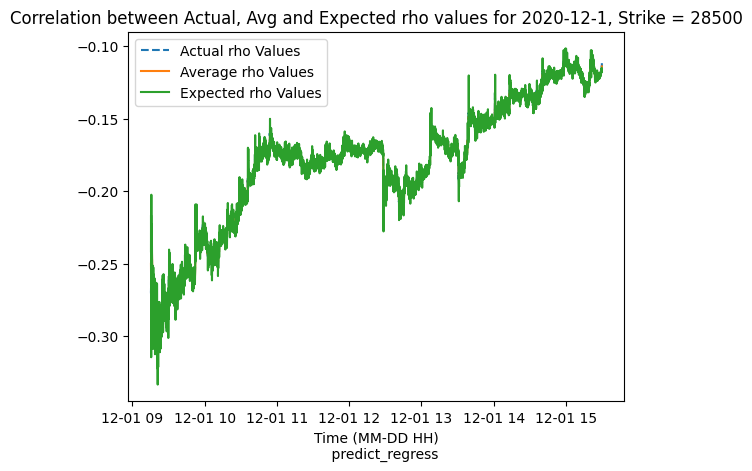 Correlation between Actual, Avg and Expected rho values for 2020-12-1, Strike = 28500
Actual rho Values
Average rho Values
Expected rho Values
−0.10
−0.15
−0.20
−0.25
−0.30
12-01 09 12-01 10 12-01 11 12-01 12 12-01 13 12-01 14 12-01 15
Time (MM-DD HH)
predict_regress